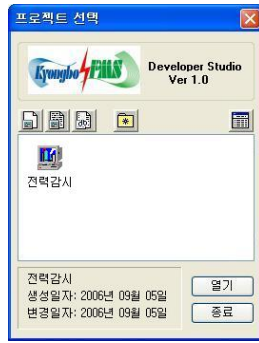 프로젝트 선택
Kyongbo PMS
Developer Studio
Ver 1.0
전력감시
전력감시
생성일자: 2006년 09월 05일
변경일자: 2006년 09월 05일
열기
종료